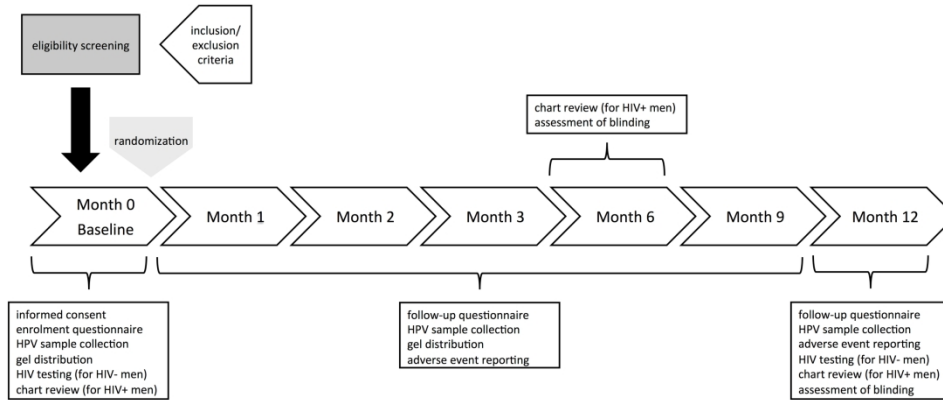 eligibility screening
inclusion/
exclusion
criteria
randomization
chart review (for HIV+ men)
assessment of blinding
Month 0
Baseline
Month 1
Month 2
Month 3
Month 6
Month 9
Month 12
informed consent
enrolment questionnaire
HPV sample collection
gel distribution
HIV testing (for HIV- men)
chart review (for HIV+ men)
follow-up questionnaire
HPV sample collection
gel distribution
adverse event reporting
follow-up questionnaire
HPV sample collection
adverse event reporting
HIV testing (for HIV- men)
chart review (for HIV+ men)
assessment of blinding